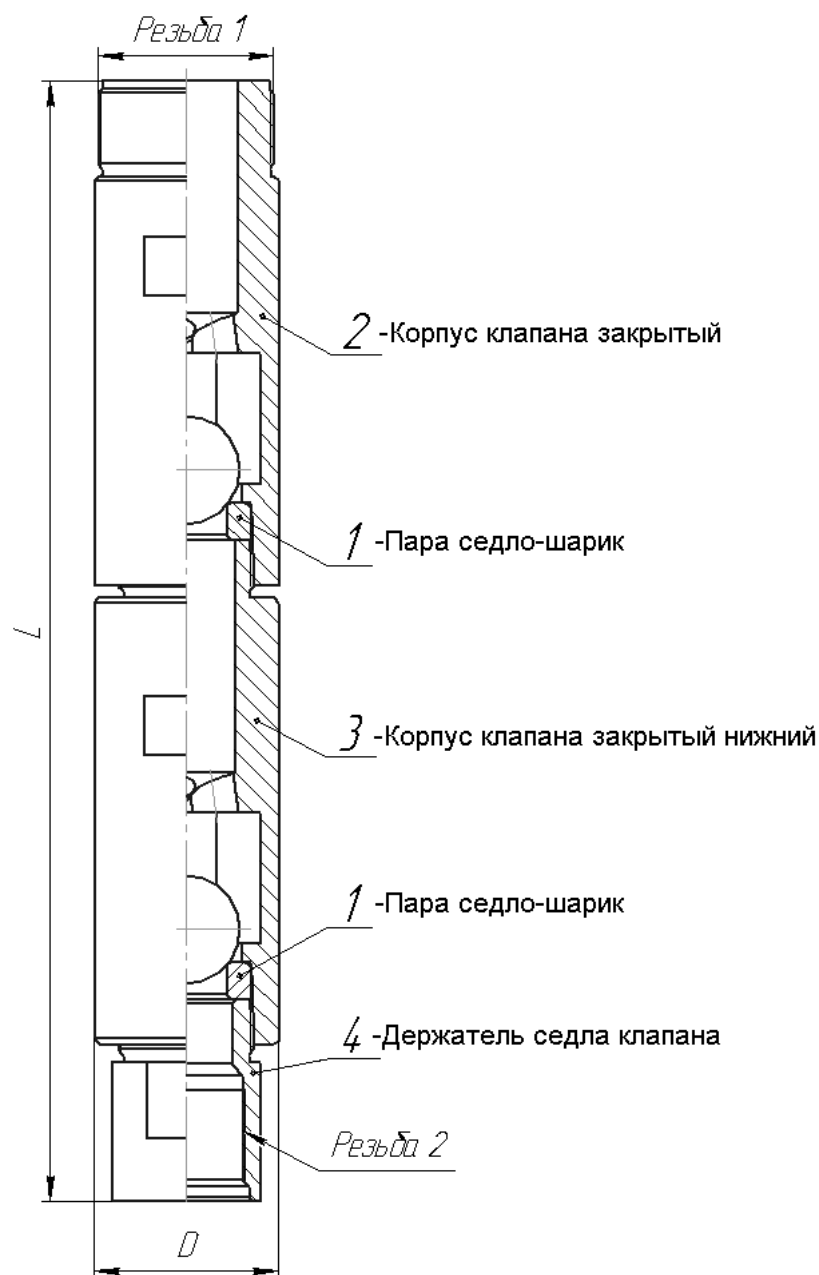 Резьба 1
2 -Корпус клапана закрытый
1 -Пара седло-шарик
L
3 -Корпус клапана закрытый нижний
1 -Пара седло-шарик
4 -Держатель седла клапана
Резьба 2
D